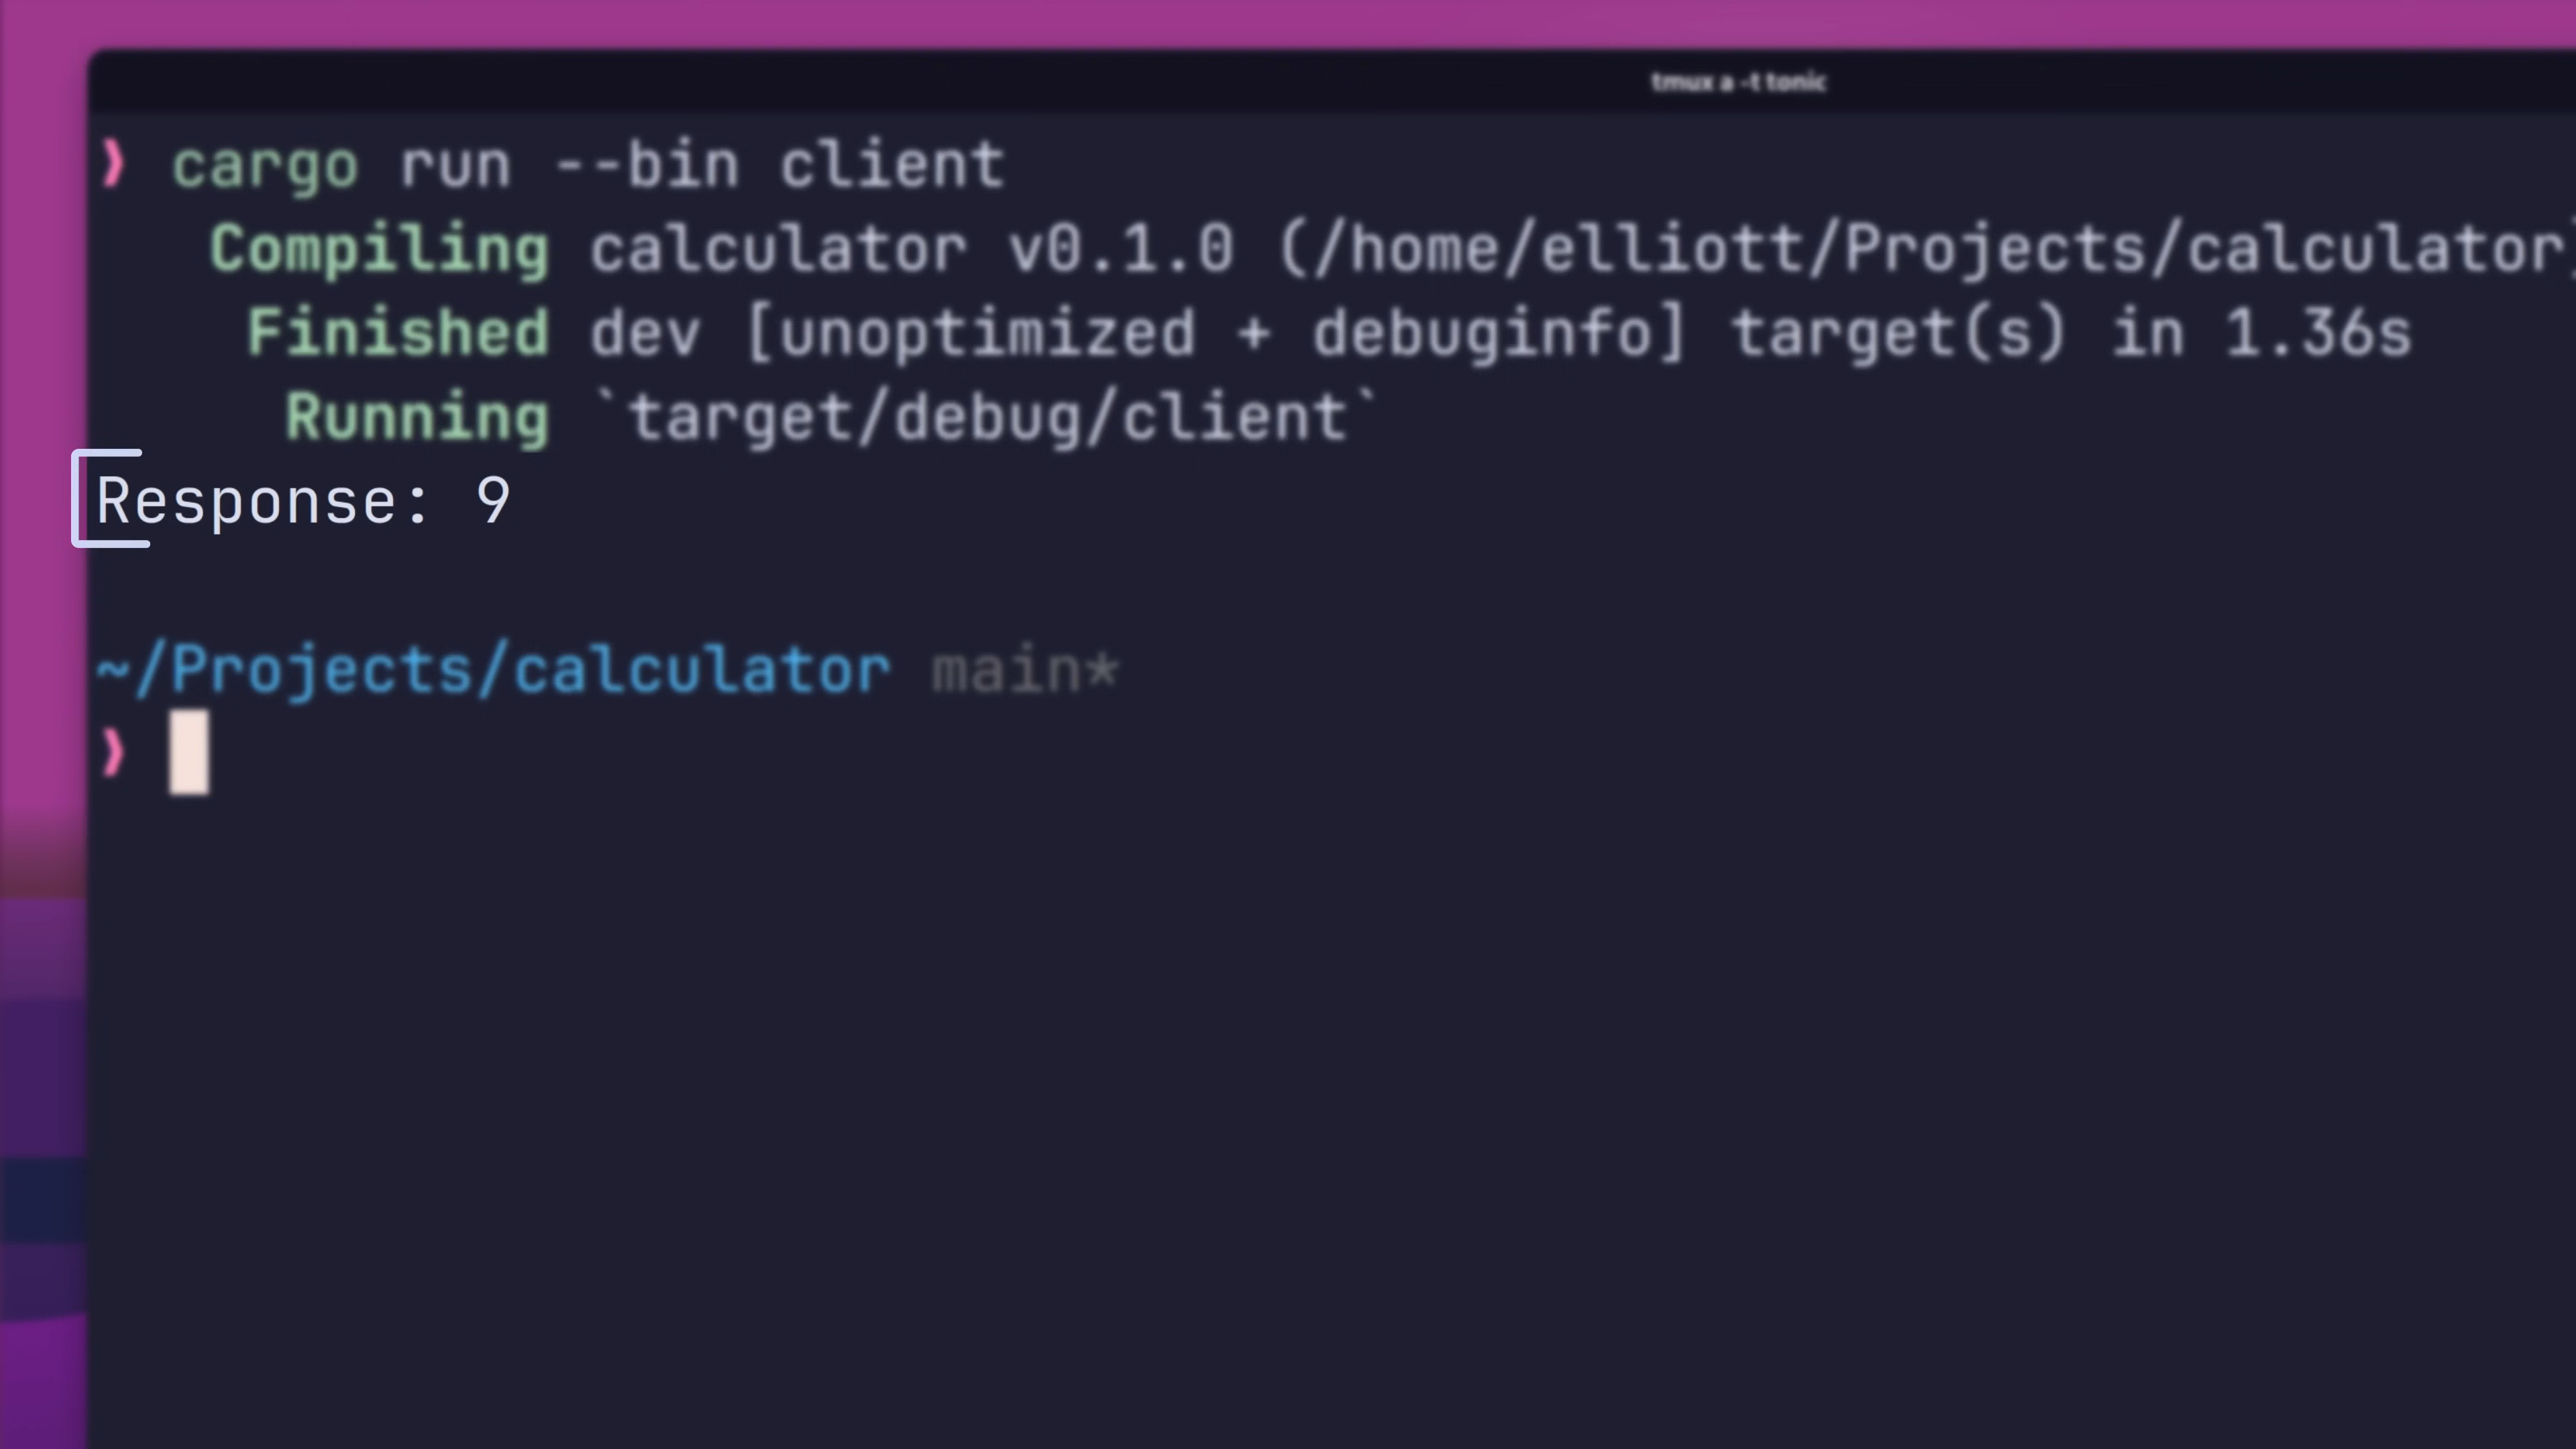 tmux a -t tonic
❯ cargo run --bin client
Compiling calculator v0.1.0 (/home/elliott/Projects/calculator)
Finished dev [unoptimized + debuginfo] target(s) in 1.36s
Running `target/debug/client`
Response: 9
~/Projects/calculator main*
❯